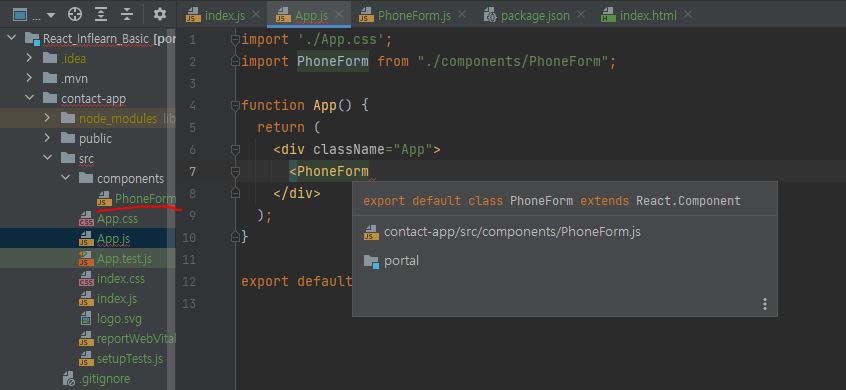 ...
index.js
App.js
PhoneForm.js
package.json
index.html
React_Inflearn_Basic [por
.idea
.mvn
contact-app
node_modules lib
public
src
components
PhoneForm
App.css
App.js
App.test.js
index.css
index.js
logo.svg
reportWebVital
setupTests.js
.gitignore
1 import './App.css';
2 import PhoneForm from "./components/PhoneForm";
3
4 function App() {
5 return (
6 <div className="App">
7 <PhoneForm
8 </div>
9 );
10 }
11
12 export default
13
export default class PhoneForm extends React.Component
contact-app/src/components/PhoneForm.js
portal